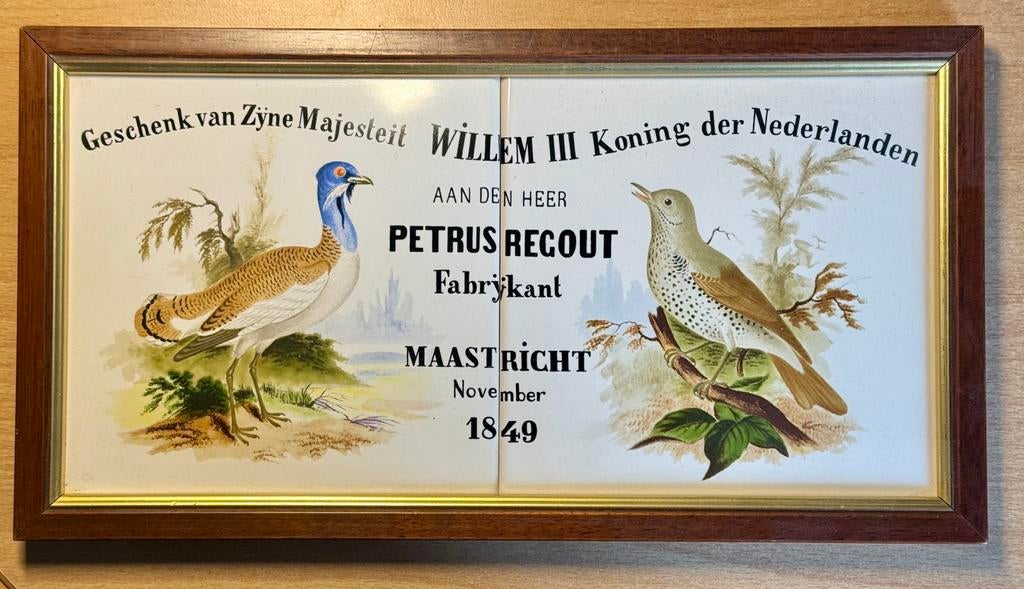 Geschenk van Zÿne Majesteit WILLEM III Koning der Nederlanden
AAN DEN HEER
PETRUS REGOUT
Fabrÿkant
MAASTRICHT
November
1849